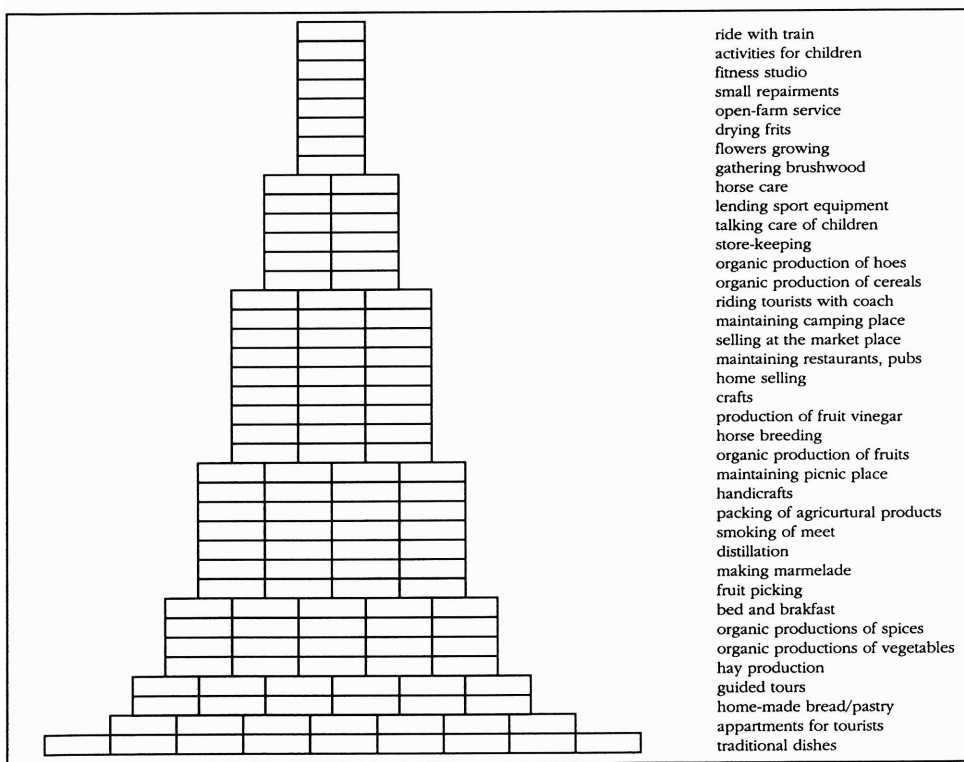 ride with train
activities for children
fitness studio
small repairments
open-farm service
drying frits
flowers growing
gathering brushwood
horse care
lending sport equipment
talking care of children
store-keeping
organic production of hoes
organic production of cereals
riding tourists with coach
maintaining camping place
selling at the market place
maintaining restaurants, pubs
home selling
crafts
production of fruit vinegar
horse breeding
organic production of fruits
maintaining picnic place
handicrafts
packing of agricurtural products
smoking of meet
distillation
making marmelade
fruit picking
bed and brakfast
organic productions of spices
organic productions of vegetables
hay production
guided tours
home-made bread/pastry
appartments for tourists
traditional dishes